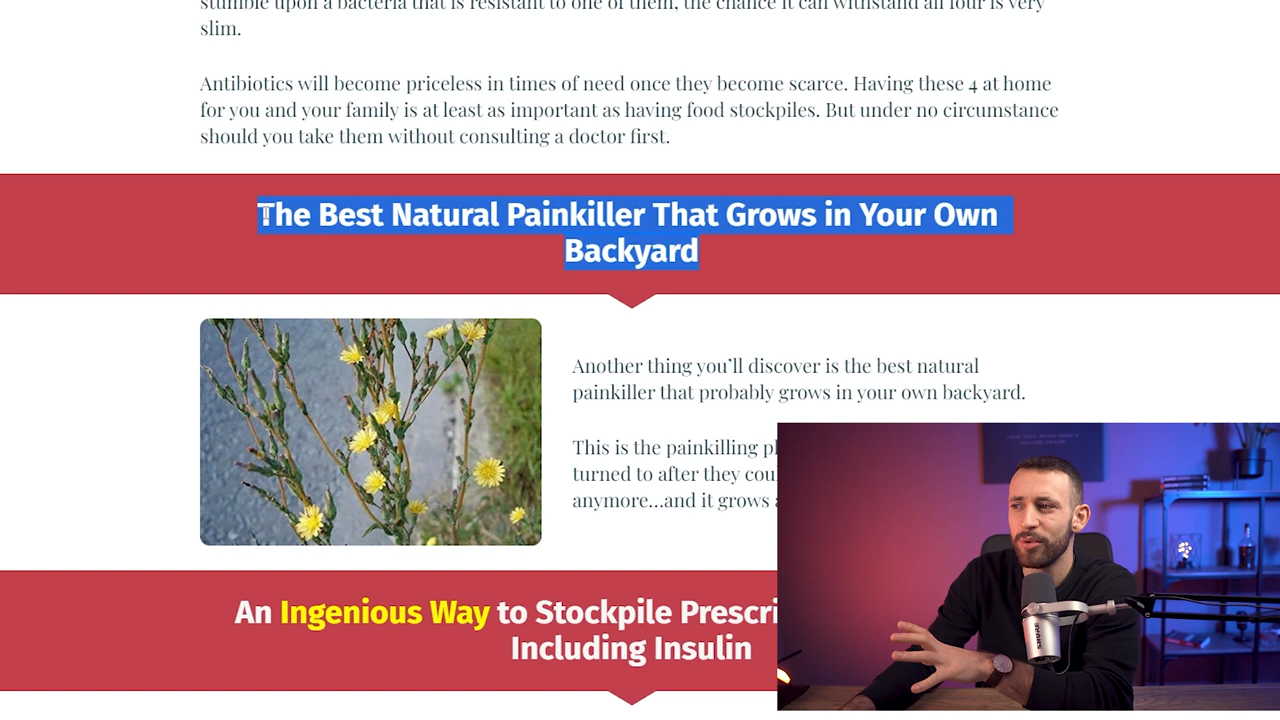 stumble upon a bacteria that is resistant to one of them, the chance it can withstand all four is very
slim.
Antibiotics will become priceless in times of need once they become scarce. Having these 4 at home
for you and your family is at least as important as having food stockpiles. But under no circumstance
should you take them without consulting a doctor first.
The Best Natural Painkiller That Grows in Your Own
Backyard
Another thing you’ll discover is the best natural
painkiller that probably grows in your own backyard.
This is the painkilling
turned to after they
anymore...and it grows
An Ingenious Way to Stockpile
Including Insulin
SHURE